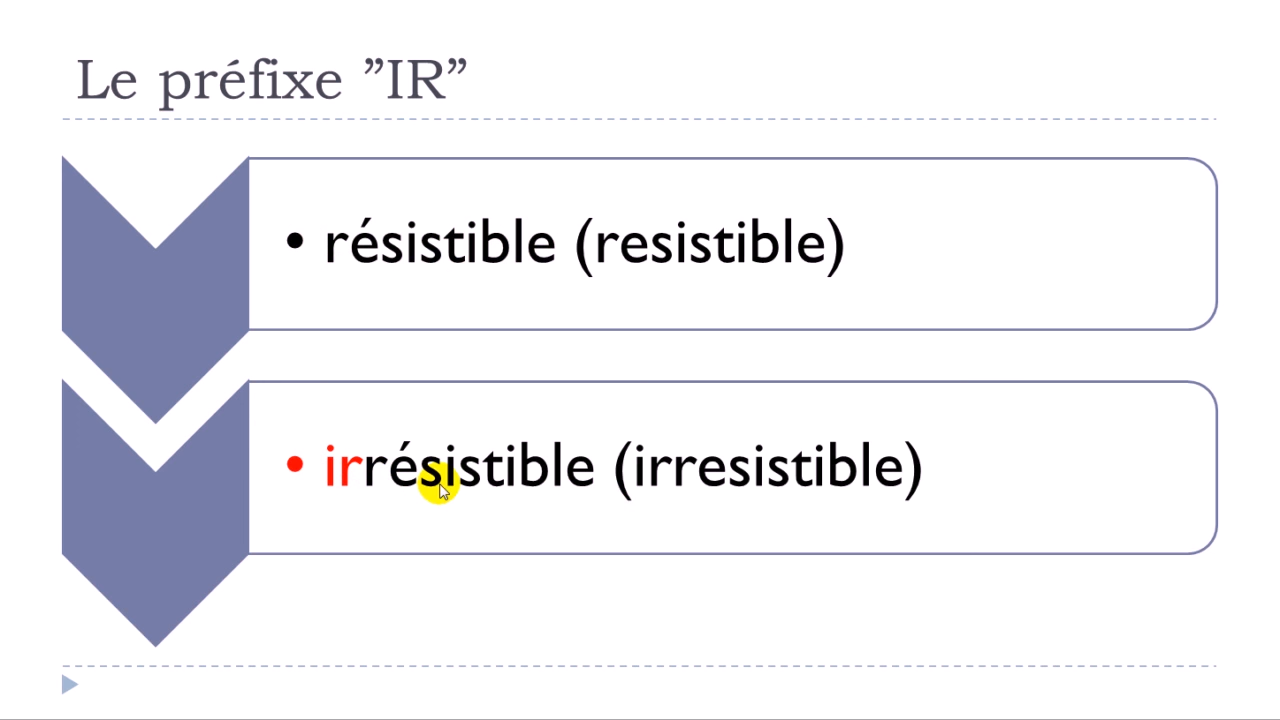 Le préfixe ”IR”
• résistible (resistible)
• irrésistible (irresistible)